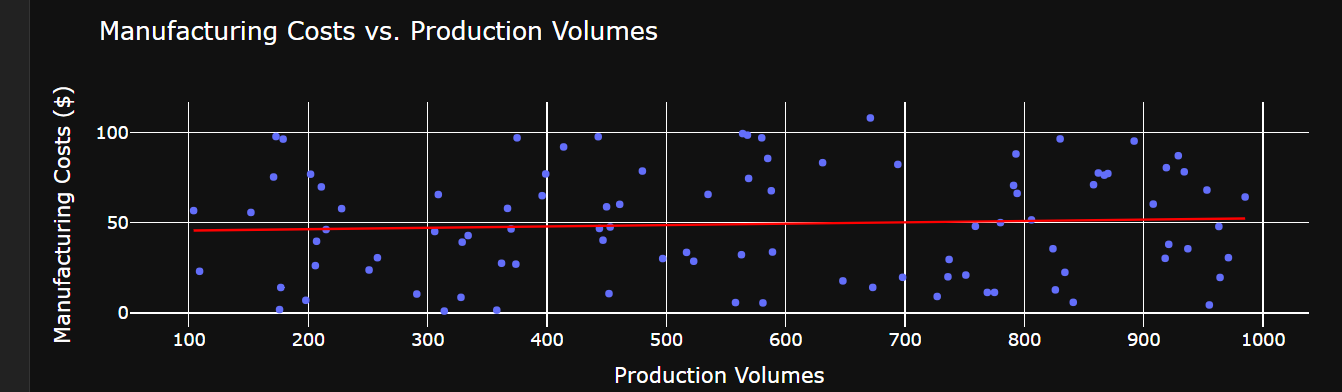 Manufacturing Costs vs. Production Volumes
Manufacturing Costs ($)
100
50
0
100 200 300 400 500 600 700 800 900 1000
Production Volumes